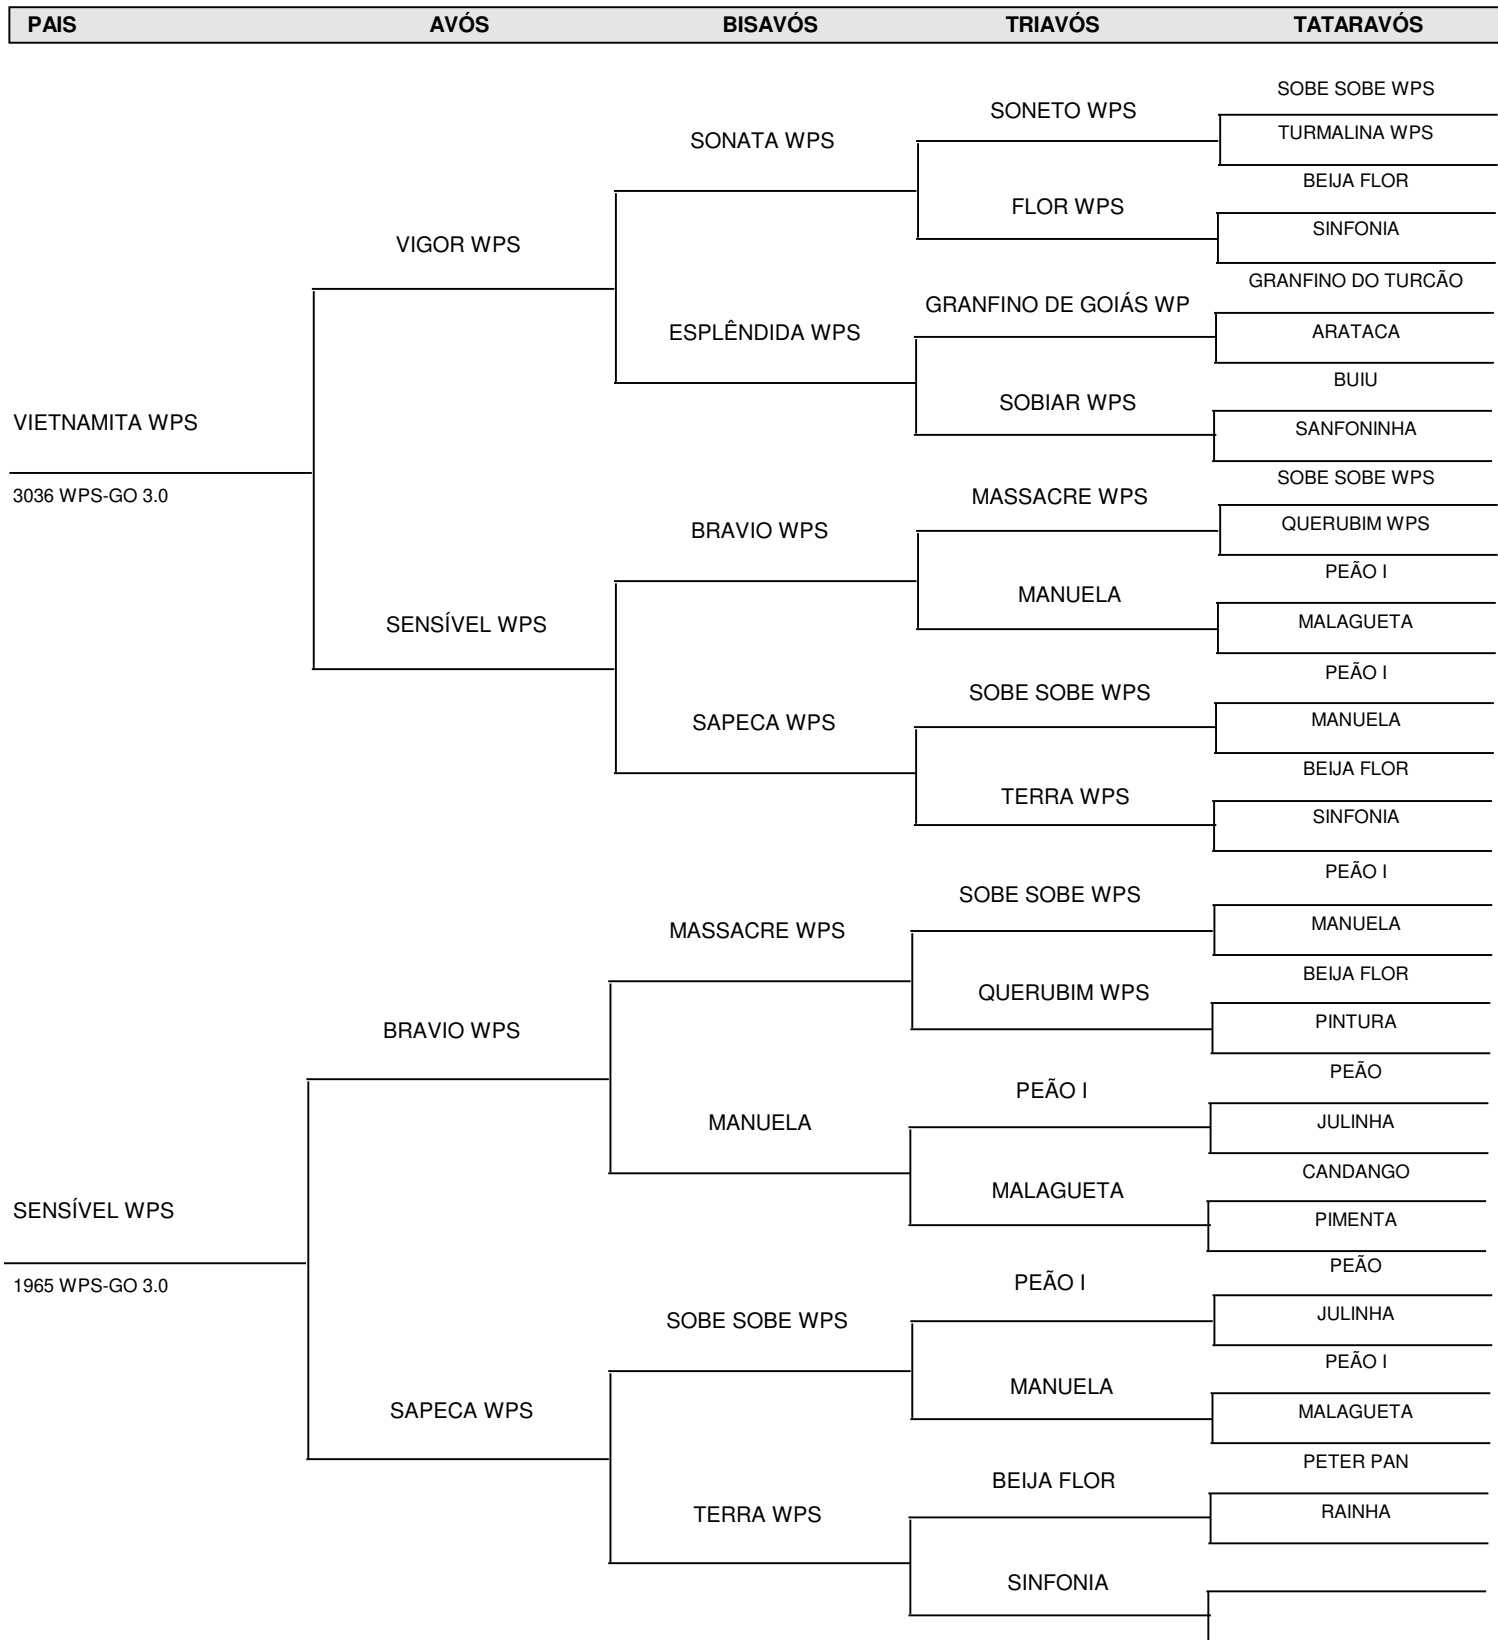 PAIS AVÓS BISAVÓS TRIAVÓS TATARAVÓS
SOBE SOBE WPS
SONETO WPS
TURMALINA WPS
SONATA WPS
BEIJA FLOR
FLOR WPS
SINFONIA
VIGOR WPS
GRANFINO DO TURCÃO
GRANFINO DE GOIÁS WP
ESPLÊNDIDA WPS
ARATACA
BUIU
SOBIAR WPS
VIETNAMITA WPS
SANFONINHA
SOBE SOBE WPS
3036 WPS-GO 3.0
MASSACRE WPS
QUERUBIM WPS
BRAVIO WPS
PEÃO I
MANUELA
MALAGUETA
SENSÍVEL WPS
PEÃO I
SOBE SOBE WPS
MANUELA
SAPECA WPS
BEIJA FLOR
TERRA WPS
SINFONIA
PEÃO I
SOBE SOBE WPS
MANUELA
MASSACRE WPS
BEIJA FLOR
QUERUBIM WPS
PINTURA
BRAVIO WPS
PEÃO
PEÃO I
JULINHA
MANUELA
CANDANGO
MALAGUETA
SENSÍVEL WPS
PIMENTA
PEÃO
1965 WPS-GO 3.0
PEÃO I
JULINHA
SOBE SOBE WPS
PEÃO I
MANUELA
SAPECA WPS
MALAGUETA
PETER PAN
BEIJA FLOR
RAINHA
TERRA WPS
SINFONIA